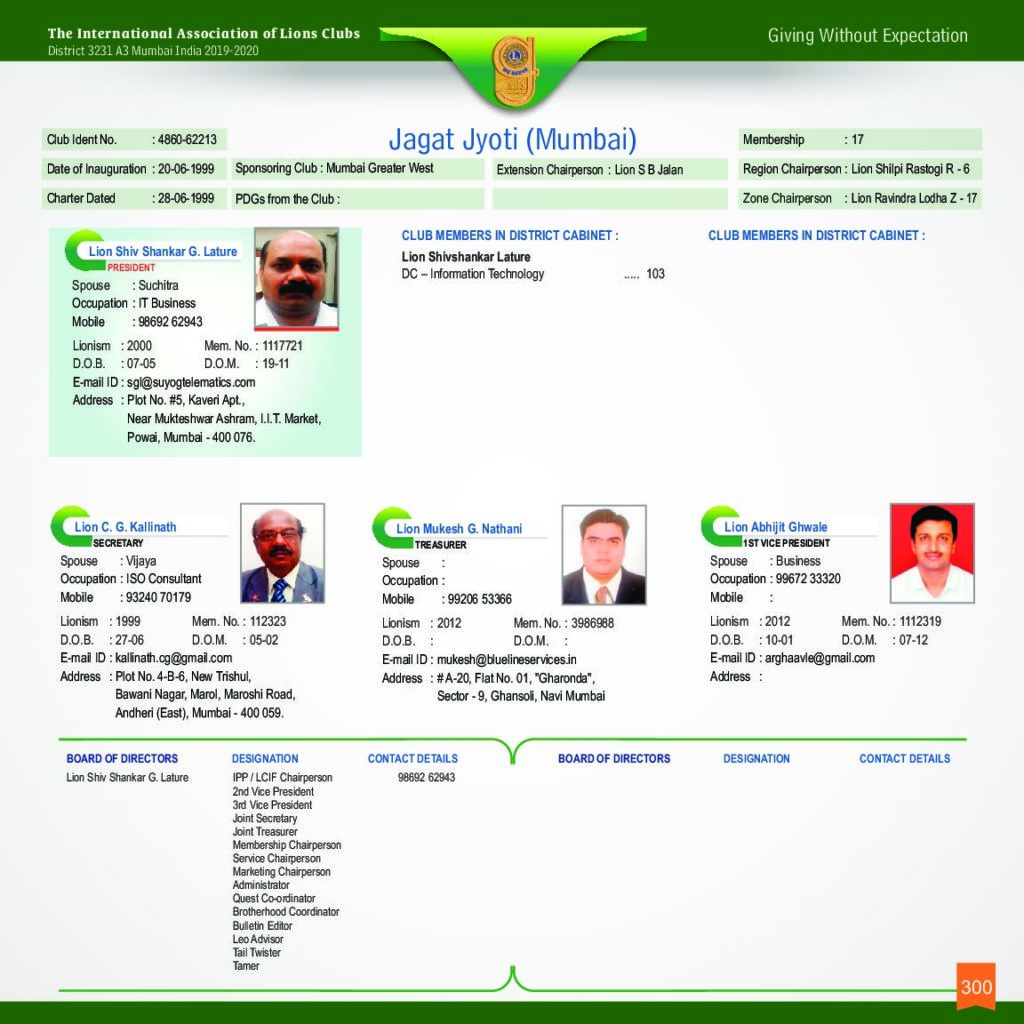 The International Association of Lions Clubs
District 3231 A3 Mumbai India 2019-2020
Giving Without Expectation
WE SERVE
Jagat Jyoti (Mumbai)
Club Ident No. : 4860-62213
Membership : 17
Date of Inauguration : 20-06-1999
Sponsoring Club : Mumbai Greater West
Extension Chairperson : Lion S B Jalan
Region Chairperson : Lion Shilpi Rastogi R - 6
Charter Dated : 28-06-1999
PDGs from the Club :
Zone Chairperson : Lion Ravindra Lodha Z - 17
Lion Shiv Shankar G. Lature
PRESIDENT
Spouse : Suchitra
Occupation : IT Business
Mobile : 98692 62943
Lionism : 2000 Mem. No. : 1117721
D.O.B. : 07-05 D.O.M. : 19-11
E-mail ID : sgl@suyogtelematics.com
Address : Plot No. #5, Kaveri Apt.,
Near Mukteshwar Ashram, I.I.T. Market,
Powai, Mumbai - 400 076.
CLUB MEMBERS IN DISTRICT CABINET :
Lion Shivshankar Lature
DC – Information Technology ..... 103
CLUB MEMBERS IN DISTRICT CABINET :
Lion C. G. Kallinath
SECRETARY
Spouse : Vijaya
Occupation : ISO Consultant
Mobile : 93240 70179
Lionism : 1999 Mem. No. : 112323
D.O.B. : 27-06 D.O.M. : 05-02
E-mail ID : kallinath.cg@gmail.com
Address : Plot No. 4-B-6, New Trishul,
Bawani Nagar, Marol, Maroshi Road,
Andheri (East), Mumbai - 400 059.
Lion Mukesh G. Nathani
TREASURER
Spouse :
Occupation :
Mobile : 99206 53366
Lionism : 2012 Mem. No. : 3986988
D.O.B. : D.O.M. :
E-mail ID : mukesh@bluelineservices.in
Address : # A-20, Flat No. 01, "Gharonda",
Sector - 9, Ghansoli, Navi Mumbai
Lion Abhijit Ghwale
1ST VICE PRESIDENT
Spouse : Business
Occupation : 99672 33320
Mobile :
Lionism : 2012 Mem. No. : 1112319
D.O.B. : 10-01 D.O.M. : 07-12
E-mail ID : arghaavle@gmail.com
Address :
BOARD OF DIRECTORS DESIGNATION CONTACT DETAILS
Lion Shiv Shankar G. Lature IPP / LCIF Chairperson 98692 62943
2nd Vice President
3rd Vice President
Joint Secretary
Joint Treasurer
Membership Chairperson
Service Chairperson
Marketing Chairperson
Administrator
Quest Co-ordinator
Brotherhood Coordinator
Bulletin Editor
Leo Advisor
Tail Twister
Tamer
BOARD OF DIRECTORS DESIGNATION CONTACT DETAILS
300